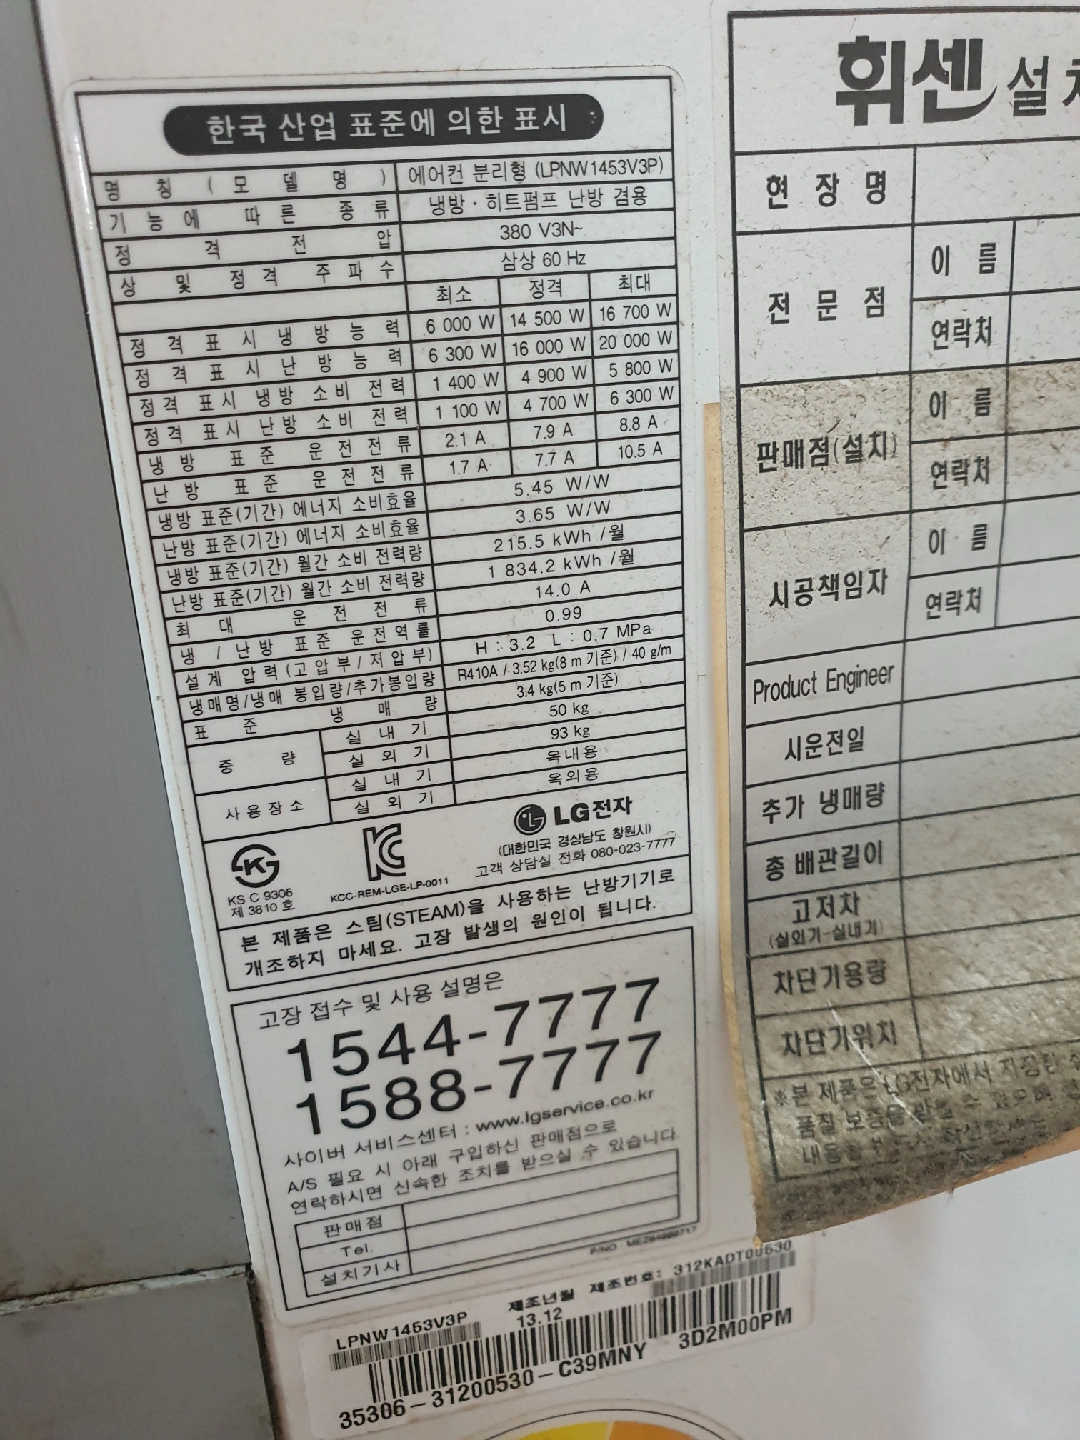 한국 산업 표준에 의한 표시
명 칭 ( 모 델 명 ) 에어컨 분리형 (LPNW1453V3P)
기 능 에 따 른 종 류 냉방 · 히트펌프 난방 겸용
정 격 전 압 380 V3N~
상 및 정 격 주 파 수 삼상 60 Hz
최소 정격 최대
정 격 표 시 냉 방 능 력 6 000 W 14 500 W 16 700 W
정 격 표 시 난 방 능 력 6 300 W 16 000 W 20 000 W
정격 표시 냉방 소비 전력 1 400 W 4 900 W 5 800 W
정격 표시 난방 소비 전력 1 100 W 4 700 W 6 300 W
냉 방 표 준 운 전 전 류 2.1 A 7.9 A 8.8 A
난 방 표 준 운 전 전 류 1.7 A 7.7 A 10.5 A
냉방 표준(기간) 에너지 소비효율 5.45 W/W
난방 표준(기간) 에너지 소비효율 3.65 W/W
냉방 표준(기간) 월간 소비 전력량 215.5 kWh /월
난방 표준(기간) 월간 소비 전력량 1 834.2 kWh /월
최 대 운 전 전 류 14.0 A
냉 / 난 방 표 준 운 전 역 률 0.99
설 계 압 력 (고 압 부 / 저 압 부) H : 3.2 L : 0.7 MPa
냉매명/냉매 봉입량/추가봉입량 R410A / 3.52 kg(8 m 기준) / 40 g/m
표 준 냉 매 량 3.4 kg(5 m 기준)
중 량 실 내 기 50 kg
실 외 기 93 kg
사 용 장 소 실 내 기 옥내용
실 외 기 옥외용
KS C 9306
제 3810 호
KC
KCC-REM-LGE-LP-0011
LG전자
(대한민국 경상남도 창원시)
고객 상담실 전화 080-023-7777
본 제품은 스팀(STEAM)을 사용하는 난방기기로
개조하지 마세요. 고장 발생의 원인이 됩니다.
고장 접수 및 사용 설명은
1544-7777
1588-7777
사이버 서비스센터 : www.lgservice.co.kr
A/S 필요 시 아래 구입하신 판매점으로
연락하시면 신속한 조치를 받으실 수 있습니다.
판 매 점
Tel.
설 치 기 사
P/NO
LPNW1453V3P 제조년월 13.12 제조번호: 312KADT00530
35306-31200530-C39MNY 3D2M00PM
휘센 설치
현 장 명
전 문 점 이 름
연락처
판매점(설치) 이 름
연락처
시공책임자 이 름
연락처
Product Engineer
시운전일
추가 냉매량
총 배관길이
고저차
(실외기-실내기)
차단기용량
차단기위치
※본 제품은 LG전자에서 지정한
품질 보증을 받을 수